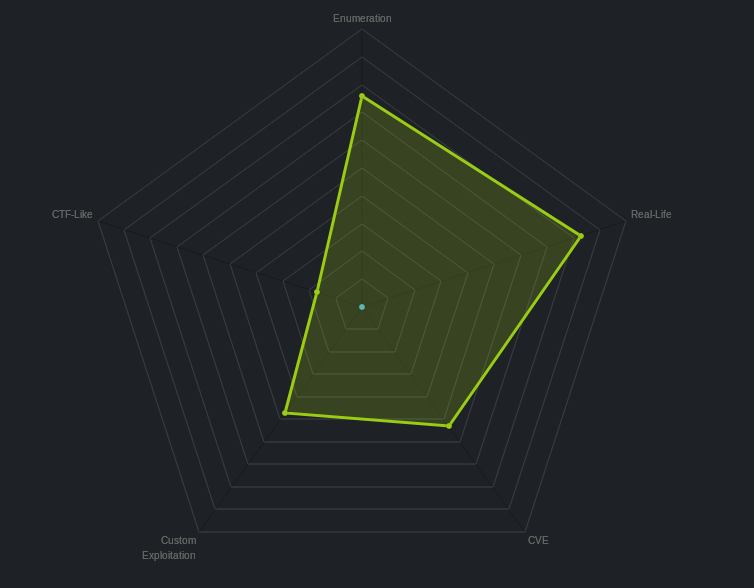 Enumeration
CTF-Like
Real-Life
Custom
Exploitation
CVE